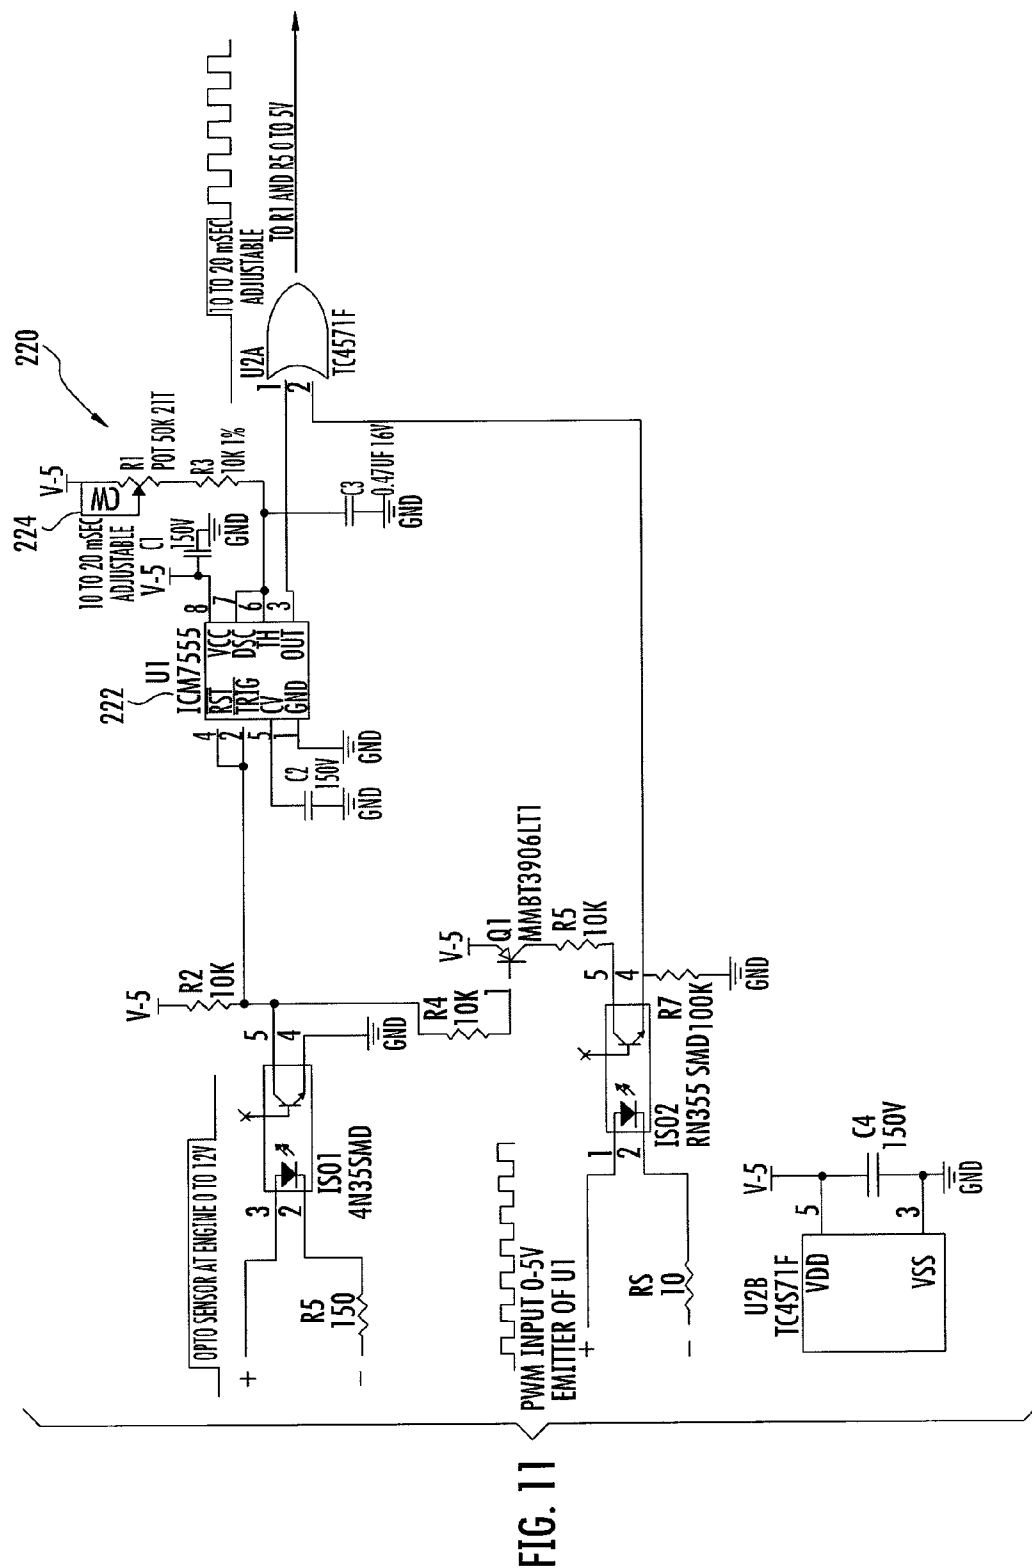 220
224
V-5
CW
R1
POT 50K 21T
R3
10K 1%
10 TO 20 mSEC
ADJUSTABLE
V-5
C1
150V
GND
222
U1
ICM7555
RST
TRIG
CV
GND
VCC
DSC
TH
OUT
4
2
5
1
8
7
6
3
C2
150V
GND
GND
C3
0.47UF 16V
GND
10 TO 20 mSEC
ADJUSTABLE
U2A
1
2
TC4571F
TO R1 AND R5 0 TO 5V
OPTO SENSOR AT ENGINE 0 TO 12V
+
-
R5
150
3
2
ISO1
4N35SMD
5
4
GND
V-5
R2
10K
R4
10K
1
V-5
Q1
MMBT3906LT1
R5
10K
PWM INPUT 0-5V
EMITTER OF U1
+
-
RS
10
1
2
ISO2
RN355 SMD
5
4
R7
100K
GND
U2B
TC4S71F
VDD
VSS
5
3
V-5
C4
150V
GND
FIG. 11